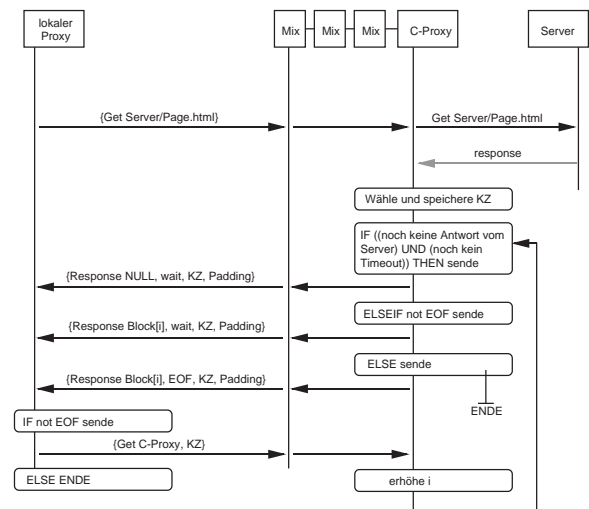 lokaler
Proxy
Mix
Mix
Mix
C-Proxy
Server
{Get Server/Page.html}
Get Server/Page.html
response
Wähle und speichere KZ
IF ((noch keine Antwort vom
Server) UND (noch kein
Timeout)) THEN sende
{Response NULL, wait, KZ, Padding}
ELSEIF not EOF sende
{Response Block[i], wait, KZ, Padding}
ELSE sende
{Response Block[i], EOF, KZ, Padding}
ENDE
IF not EOF sende
{Get C-Proxy, KZ}
ELSE ENDE
erhöhe i